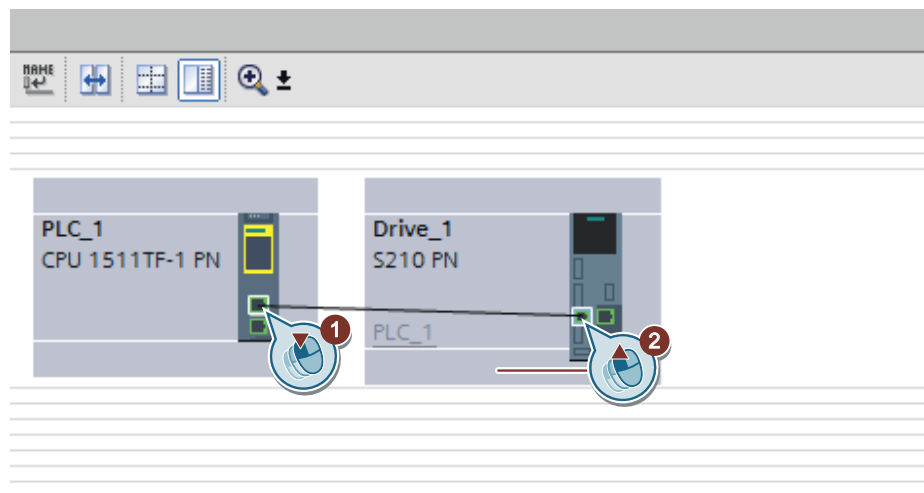 NAME
PLC_1
CPU 1511TF-1 PN
Drive_1
S210 PN
PLC_1
1
2